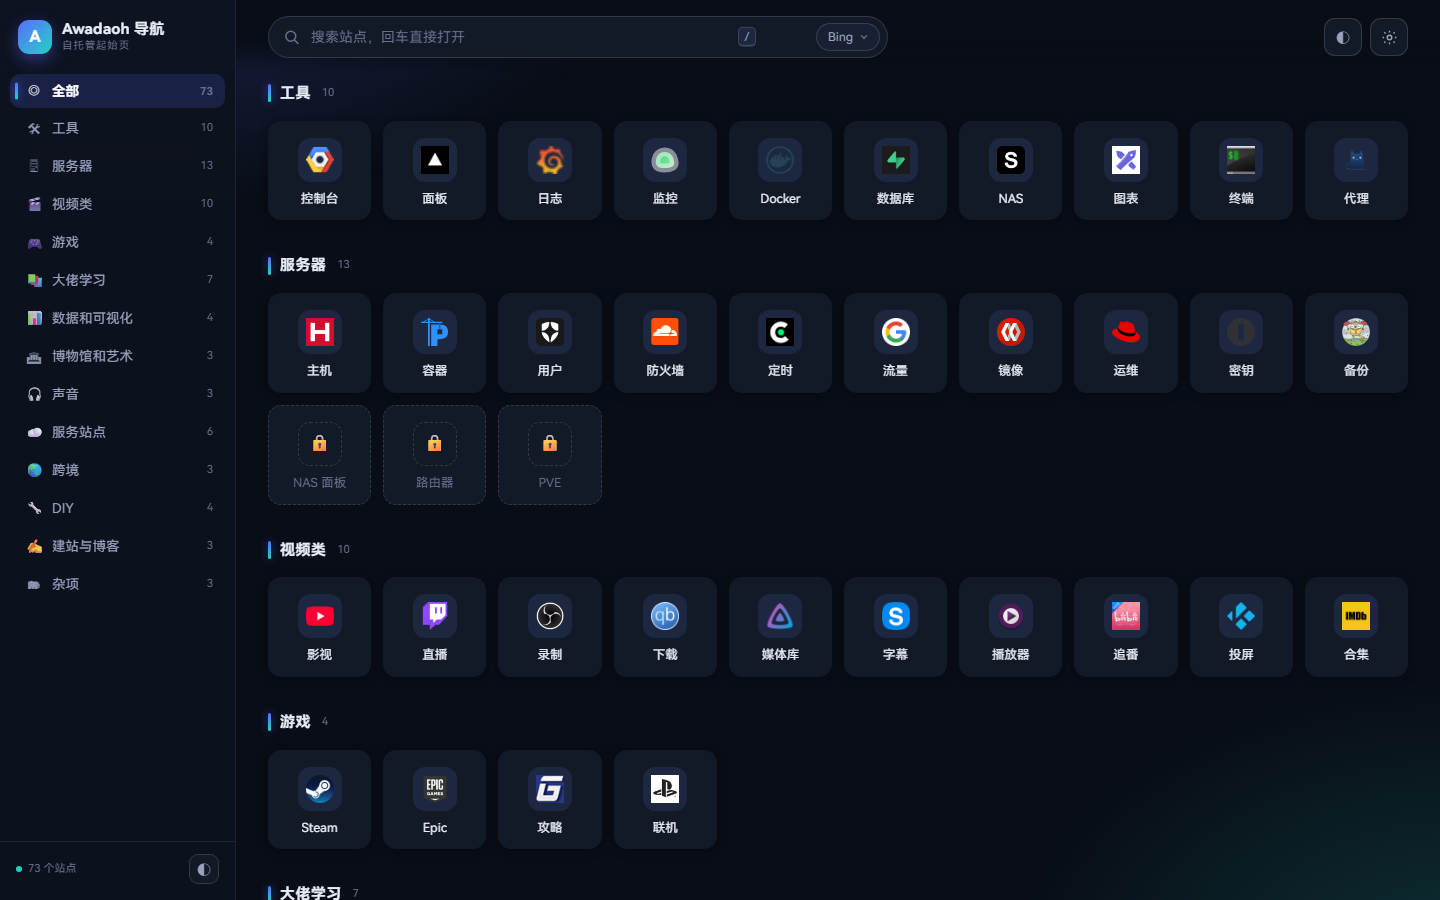 A
Awadaoh 导航
自托管起始页
全部 73
工具 10
服务器 13
视频类 10
游戏 4
大佬学习 7
数据和可视化 4
博物馆和艺术 3
声音 3
服务站点 6
跨境 3
DIY 4
建站与博客 3
杂项 3
73 个站点
搜索站点，回车直接打开 / Bing
工具 10
$
S
控制台 面板 日志 监控 Docker 数据库 NAS 图表 终端 代理
服务器 13
H P C G
主机 容器 用户 防火墙 定时 流量 镜像 运维 密钥 备份
NAS 面板 路由器 PVE
视频类 10
qb S bilibili IMDb
影视 直播 录制 下载 媒体库 字幕 播放器 追番 投屏 合集
游戏 4
EPIC
GAMES
G
Steam Epic 攻略 联机
大佬学习 7